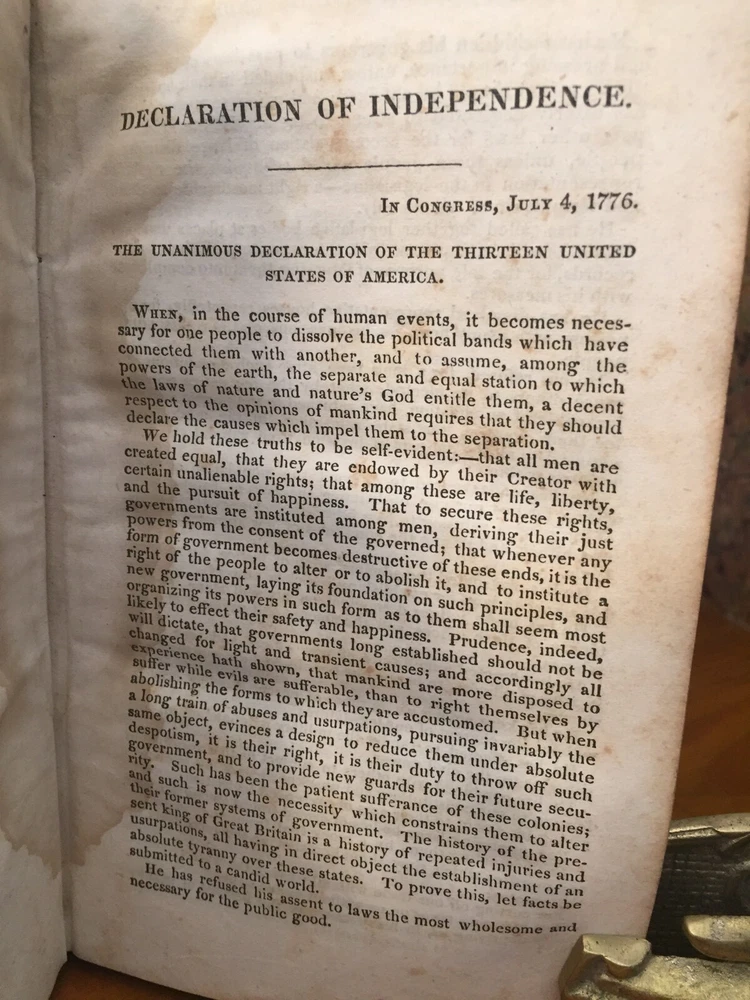 DECLARATION OF INDEPENDENCE.
In Congress, July 4, 1776.
THE UNANIMOUS DECLARATION OF THE THIRTEEN UNITED
STATES OF AMERICA.
When, in the course of human events, it becomes neces-
sary for one people to dissolve the political bands which have
connected them with another, and to assume, among the
powers of the earth, the separate and equal station to which
the laws of nature and nature's God entitle them, a decent
respect to the opinions of mankind requires that they should
declare the causes which impel them to the separation.
We hold these truths to be self-evident:—that all men are
created equal, that they are endowed by their Creator with
certain unalienable rights; that among these are life, liberty,
and the pursuit of happiness. That to secure these rights,
governments are instituted among men, deriving their just
powers from the consent of the governed; that whenever any
form of government becomes destructive of these ends, it is the
right of the people to alter or to abolish it, and to institute a
new government, laying its foundation on such principles, and
organizing its powers in such form as to them shall seem most
likely to effect their safety and happiness. Prudence, indeed,
will dictate, that governments long established should not be
changed for light and transient causes; and accordingly all
experience hath shown, that mankind are more disposed to
suffer while evils are sufferable, than to right themselves by
abolishing the forms to which they are accustomed. But when
a long train of abuses and usurpations, pursuing invariably the
same object, evinces a design to reduce them under absolute
despotism, it is their right, it is their duty to throw off such
government, and to provide new guards for their future secu-
rity. Such has been the patient sufferance of these colonies;
and such is now the necessity which constrains them to alter
their former systems of government. The history of the pre-
sent king of Great Britain is a history of repeated injuries and
usurpations, all having in direct object the establishment of an
absolute tyranny over these states. To prove this, let facts be
submitted to a candid world.
He has refused his assent to laws the most wholesome and
necessary for the public good.